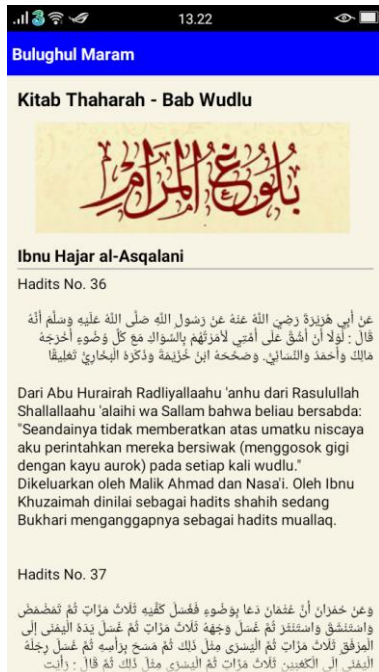 3 13.22
Bulughul Maram
Kitab Thaharah - Bab Wudlu
بُلُوغُ المَرَامِ
Ibnu Hajar al-Asqalani
Hadits No. 36
عَنْ أَبِي هُرَيْرَةَ رَضِيَ اللَّهُ عَنْهُ عَنْ رَسُولِ اللَّهِ صَلَّى اللَّهُ عَلَيْهِ وَسَلَّمَ أَنَّهُ
قَالَ : لَوْلَا أَنْ أَشُقَّ عَلَى أُمَّتِي لَأَمَرْتُهُمْ بِالسِّوَاكِ مَعَ كُلِّ وُضُوءٍ أَخْرَجَهُ
مَالِكٌ وَأَحْمَدُ وَالنَّسَائِيُّ. وَصَحَّحَهُ ابْنُ خُزَيْمَةَ وَذَكَرَهُ الْبُخَارِيُّ تَعْلِيقًا
Dari Abu Hurairah Radliyallaahu 'anhu dari Rasulullah
Shallallaahu 'alaihi wa Sallam bahwa beliau bersabda:
"Seandainya tidak memberatkan atas umatku niscaya
aku perintahkan mereka bersiwak (menggosok gigi
dengan kayu aurok) pada setiap kali wudlu."
Dikeluarkan oleh Malik Ahmad dan Nasa'i. Oleh Ibnu
Khuzaimah dinilai sebagai hadits shahih sedang
Bukhari menganggapnya sebagai hadits muallaq.
Hadits No. 37
وَعَنْ حُمْرَانَ أَنَّ عُثْمَانَ دَعَا بِوَضُوءٍ فَغَسَلَ كَفَّيْهِ ثَلَاثَ مَرَّاتٍ ثُمَّ تَمَضْمَضَ
وَاسْتَنْشَقَ وَاسْتَنْثَرَ ثُمَّ غَسَلَ وَجْهَهُ ثَلَاثَ مَرَّاتٍ ثُمَّ غَسَلَ يَدَهُ الْيُمْنَى إِلَى
الْمِرْفَقِ ثَلَاثَ مَرَّاتٍ ثُمَّ الْيُسْرَى مِثْلَ ذَلِكَ ثُمَّ مَسَحَ بِرَأْسِهِ ثُمَّ غَسَلَ رِجْلَهُ
الْيُمْنَى إِلَى الْكَعْبَيْنِ ثَلَاثَ مَرَّاتٍ ثُمَّ الْيُسْرَى مِثْلَ ذَلِكَ ثُمَّ قَالَ : رَأَيْتُ